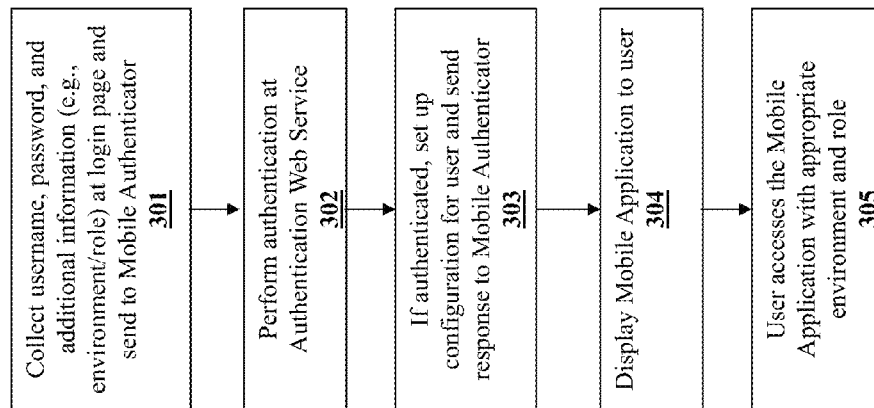 Collect username, password, and
additional information (e.g.,
environment/role) at login page and
send to Mobile Authenticator
301
Perform authentication at
Authentication Web Service
302
If authenticated, set up
configuration for user and send
response to Mobile Authenticator
303
Display Mobile Application to user
304
User accesses the Mobile
Application with appropriate
environment and role
305